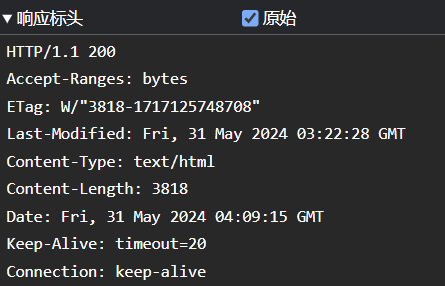 响应标头 原始
HTTP/1.1 200
Accept-Ranges: bytes
ETag: W/"3818-1717125748708"
Last-Modified: Fri, 31 May 2024 03:22:28 GMT
Content-Type: text/html
Content-Length: 3818
Date: Fri, 31 May 2024 04:09:15 GMT
Keep-Alive: timeout=20
Connection: keep-alive